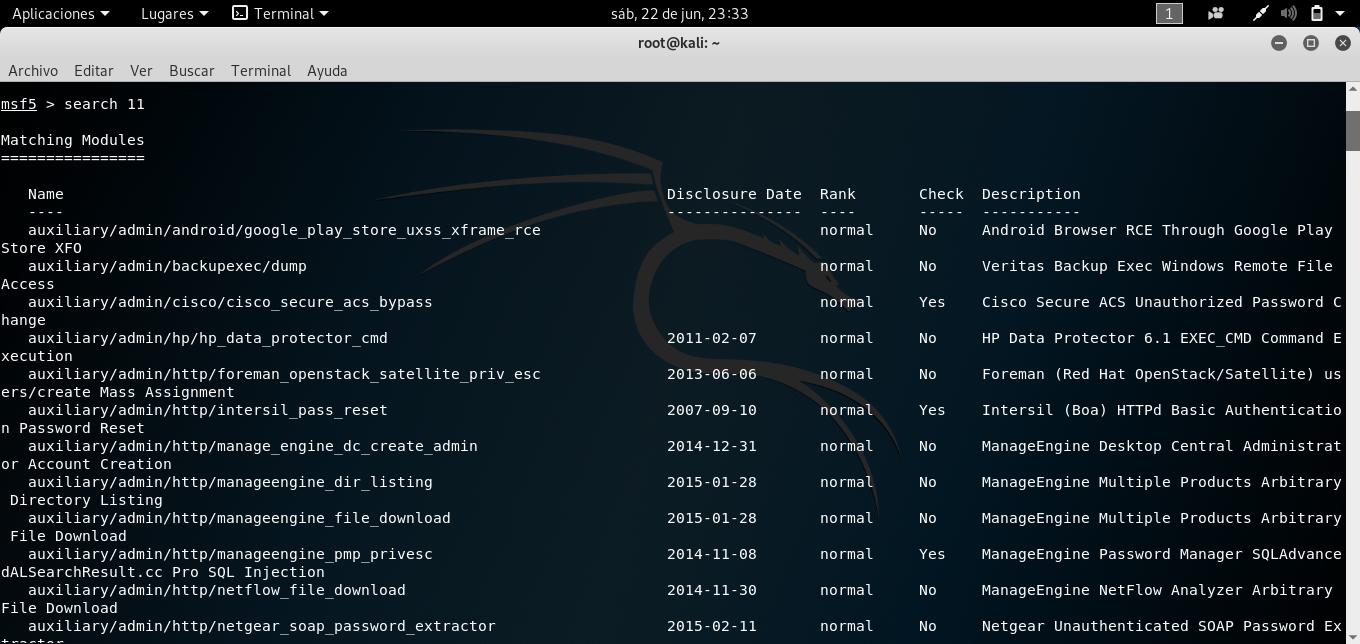 Aplicaciones Lugares Terminal sáb, 22 de jun, 23:33 1
root@kali: ~
Archivo Editar Ver Buscar Terminal Ayuda
msf5 > search 11
Matching Modules
================
Name Disclosure Date Rank Check Description
---- --------------- ---- ----- -----------
auxiliary/admin/android/google_play_store_uxss_xframe_rce normal No Android Browser RCE Through Google Play
Store XFO
auxiliary/admin/backupexec/dump normal No Veritas Backup Exec Windows Remote File
Access
auxiliary/admin/cisco/cisco_secure_acs_bypass normal Yes Cisco Secure ACS Unauthorized Password C
hange
auxiliary/admin/hp/hp_data_protector_cmd 2011-02-07 normal No HP Data Protector 6.1 EXEC_CMD Command E
xecution
auxiliary/admin/http/foreman_openstack_satellite_priv_esc 2013-06-06 normal No Foreman (Red Hat OpenStack/Satellite) us
ers/create Mass Assignment
auxiliary/admin/http/intersil_pass_reset 2007-09-10 normal Yes Intersil (Boa) HTTPd Basic Authenticatio
n Password Reset
auxiliary/admin/http/manage_engine_dc_create_admin 2014-12-31 normal No ManageEngine Desktop Central Administrat
or Account Creation
auxiliary/admin/http/manageengine_dir_listing 2015-01-28 normal No ManageEngine Multiple Products Arbitrary
Directory Listing
auxiliary/admin/http/manageengine_file_download 2015-01-28 normal No ManageEngine Multiple Products Arbitrary
File Download
auxiliary/admin/http/manageengine_pmp_privesc 2014-11-08 normal Yes ManageEngine Password Manager SQLAdvance
dALSearchResult.cc Pro SQL Injection
auxiliary/admin/http/netflow_file_download 2014-11-30 normal No ManageEngine NetFlow Analyzer Arbitrary
File Download
auxiliary/admin/http/netgear_soap_password_extractor 2015-02-11 normal No Netgear Unauthenticated SOAP Password Ex
tractor